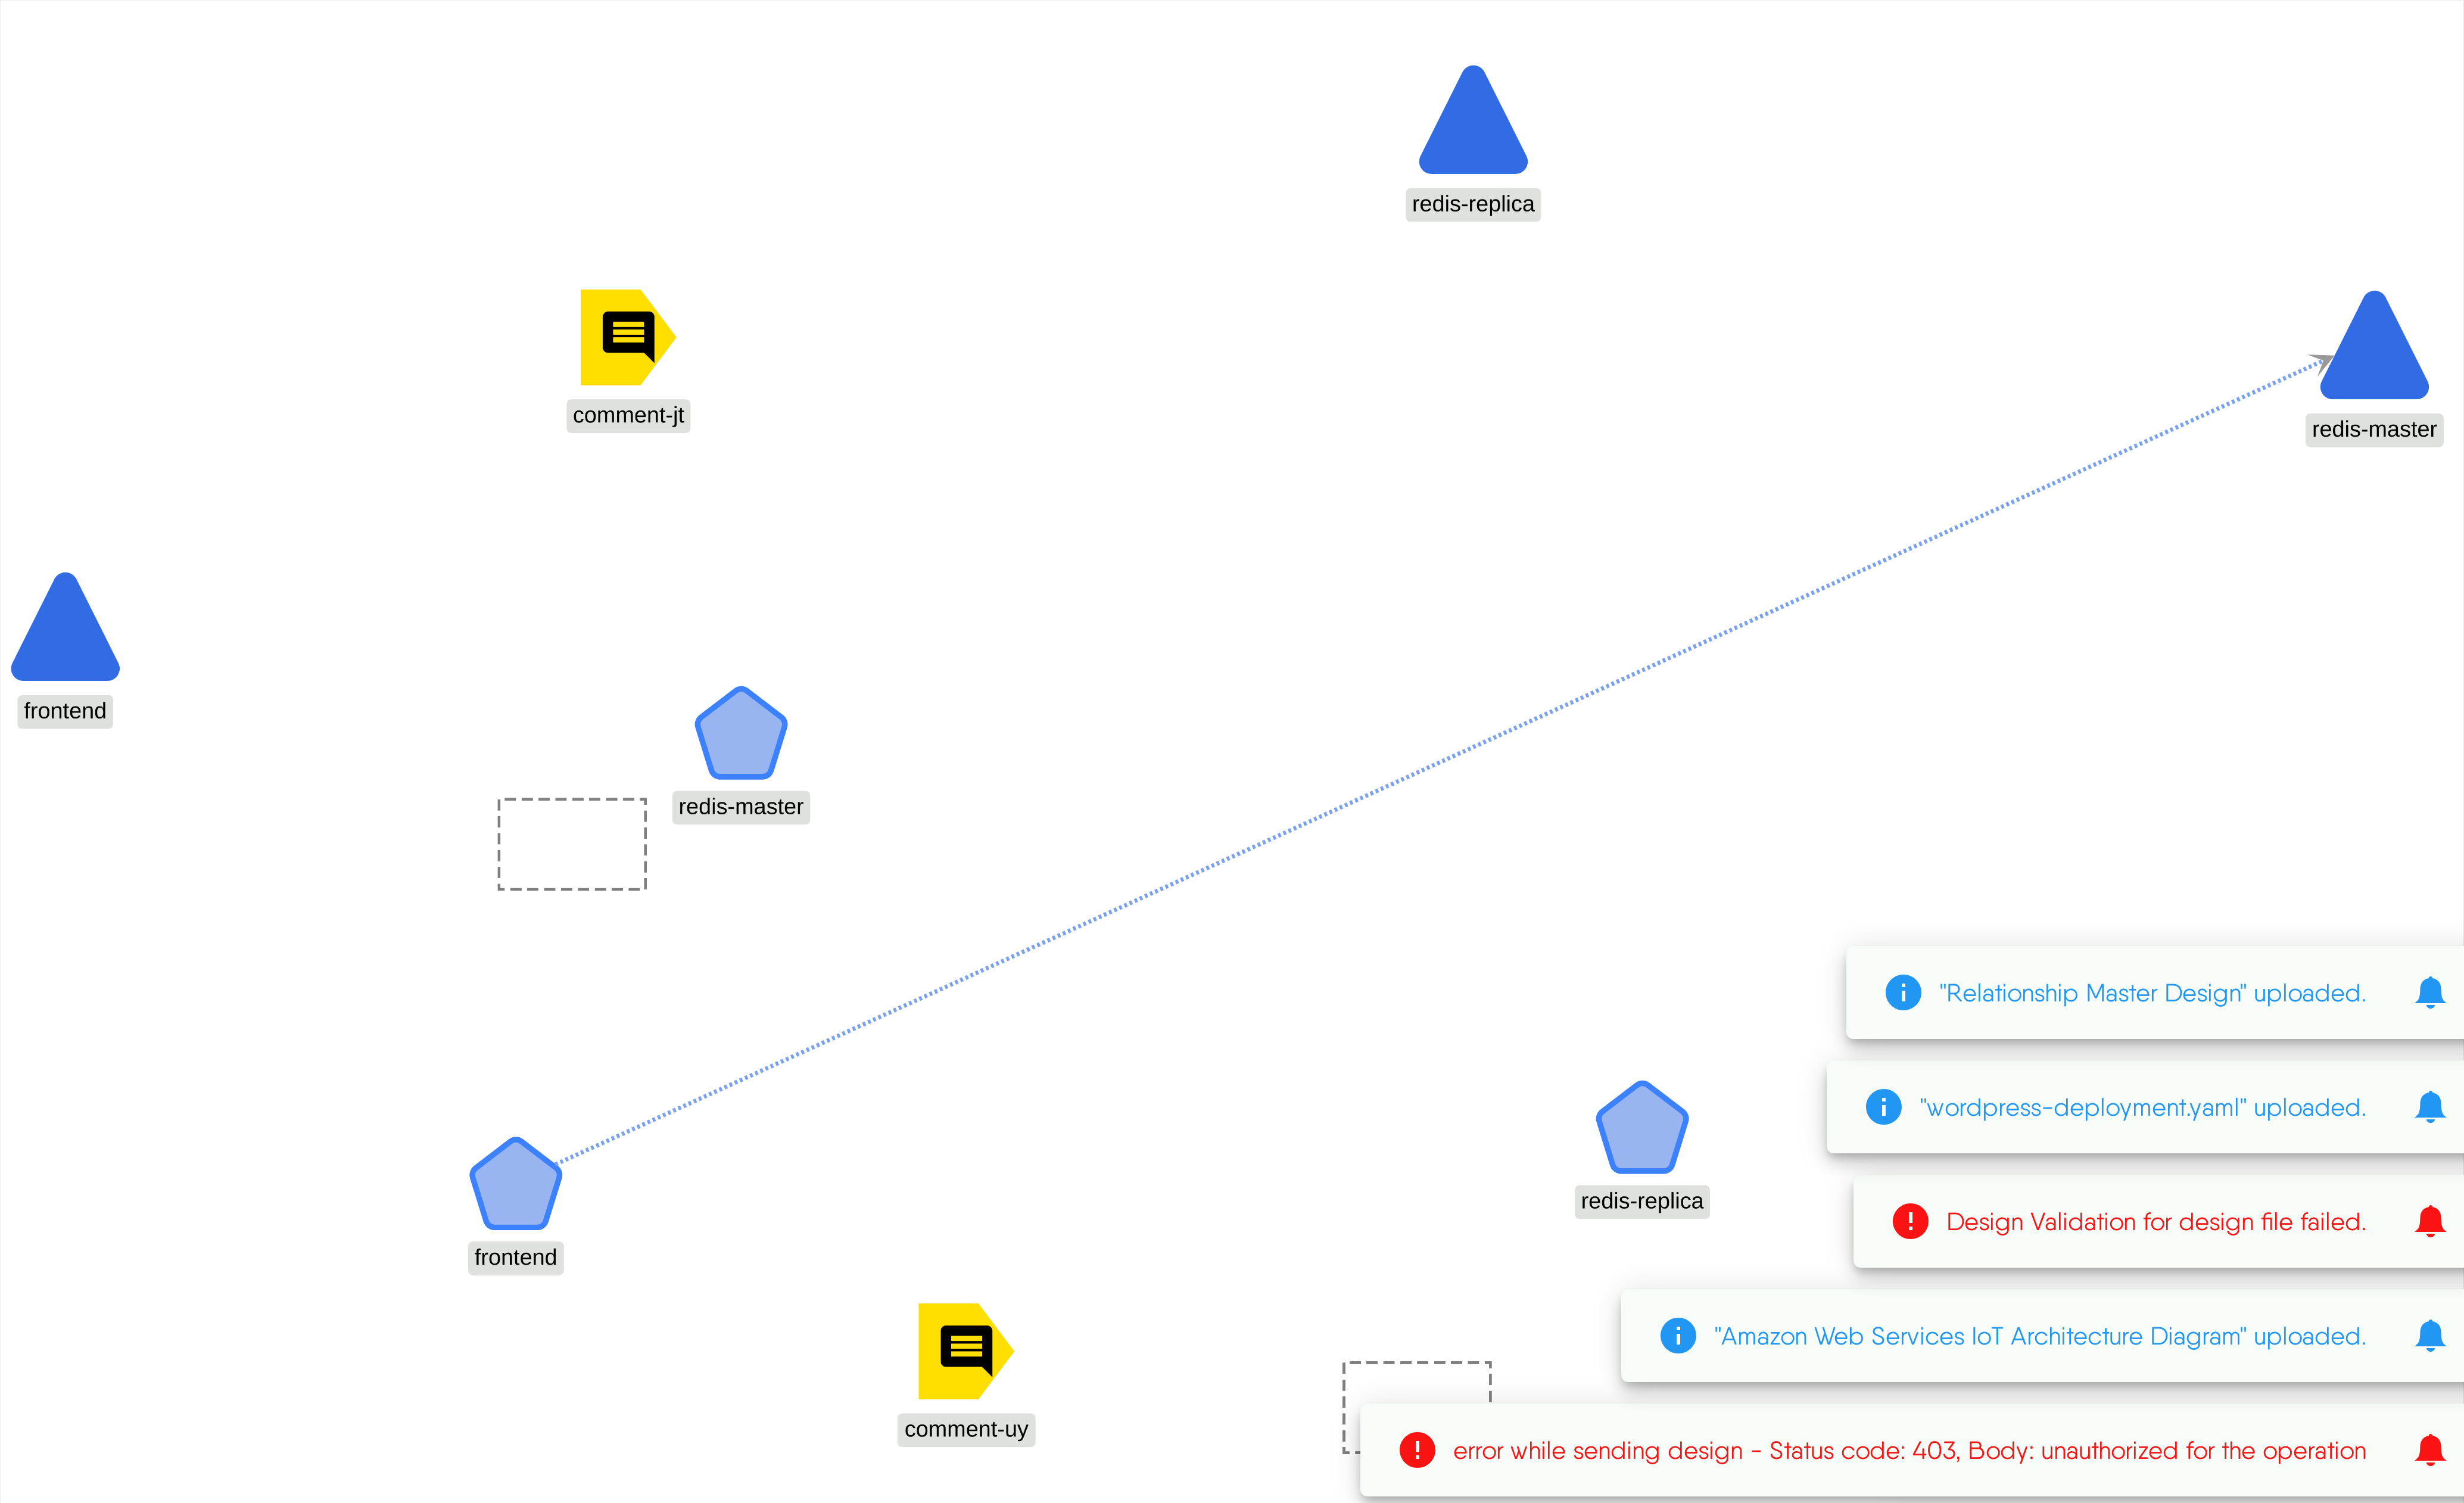 redis-replica
comment-jt
redis-master
frontend
redis-master
redis-replica
frontend
comment-uy
"Relationship Master Design" uploaded.
"wordpress-deployment.yaml" uploaded.
Design Validation for design file failed.
"Amazon Web Services IoT Architecture Diagram" uploaded.
error while sending design - Status code: 403, Body: unauthorized for the operation